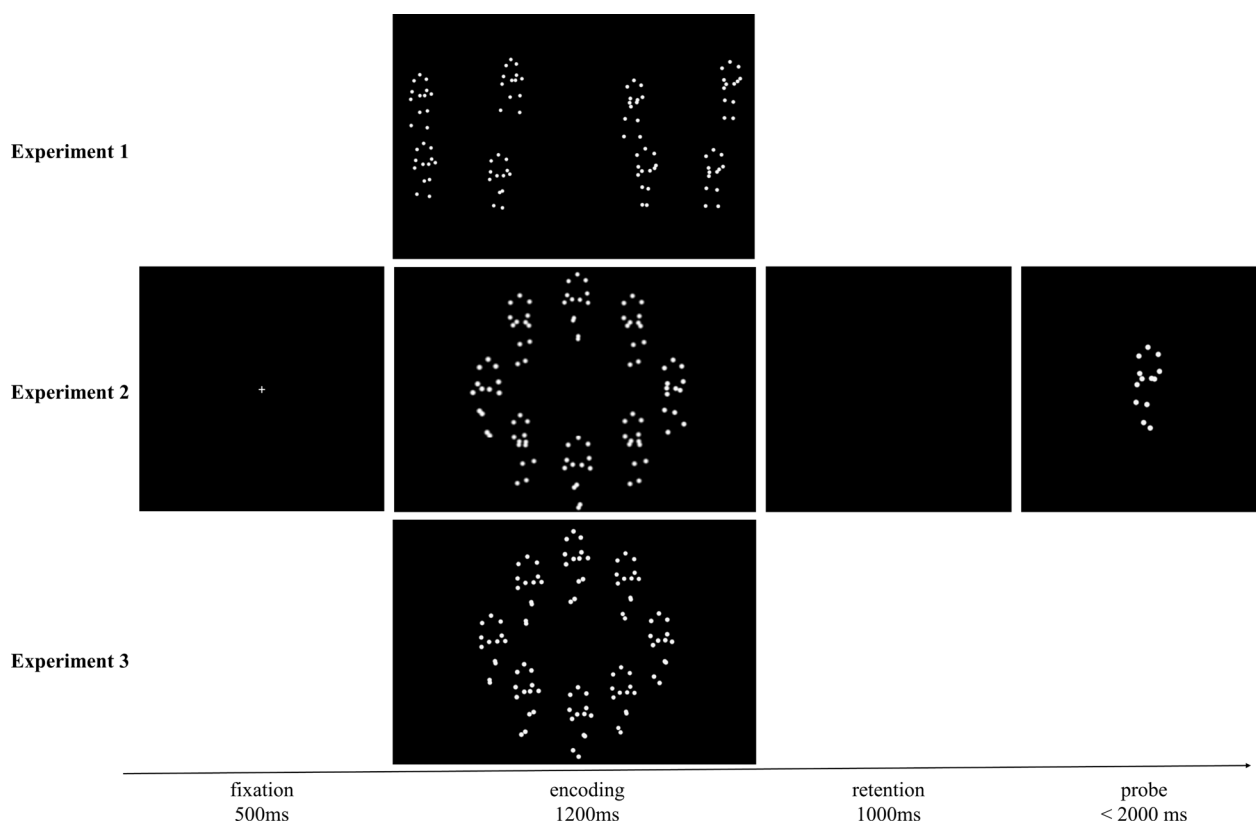 Experiment 1
Experiment 2
Experiment 3
fixation
500ms
encoding
1200ms
retention
1000ms
probe
< 2000 ms